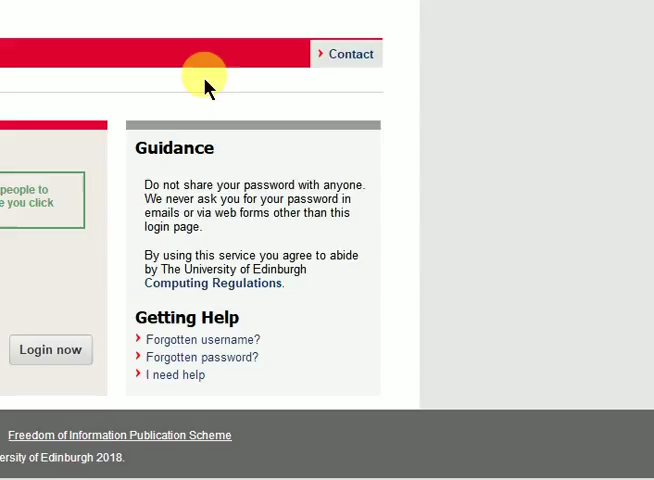 Contact
Guidance
people to
e you click
Do not share your password with anyone.
We never ask you for your password in
emails or via web forms other than this
login page.
By using this service you agree to abide
by The University of Edinburgh
Computing Regulations.
Getting Help
Forgotten username?
Login now
Forgotten password?
I need help
Freedom of Information Publication Scheme
ersity of Edinburgh 2018.